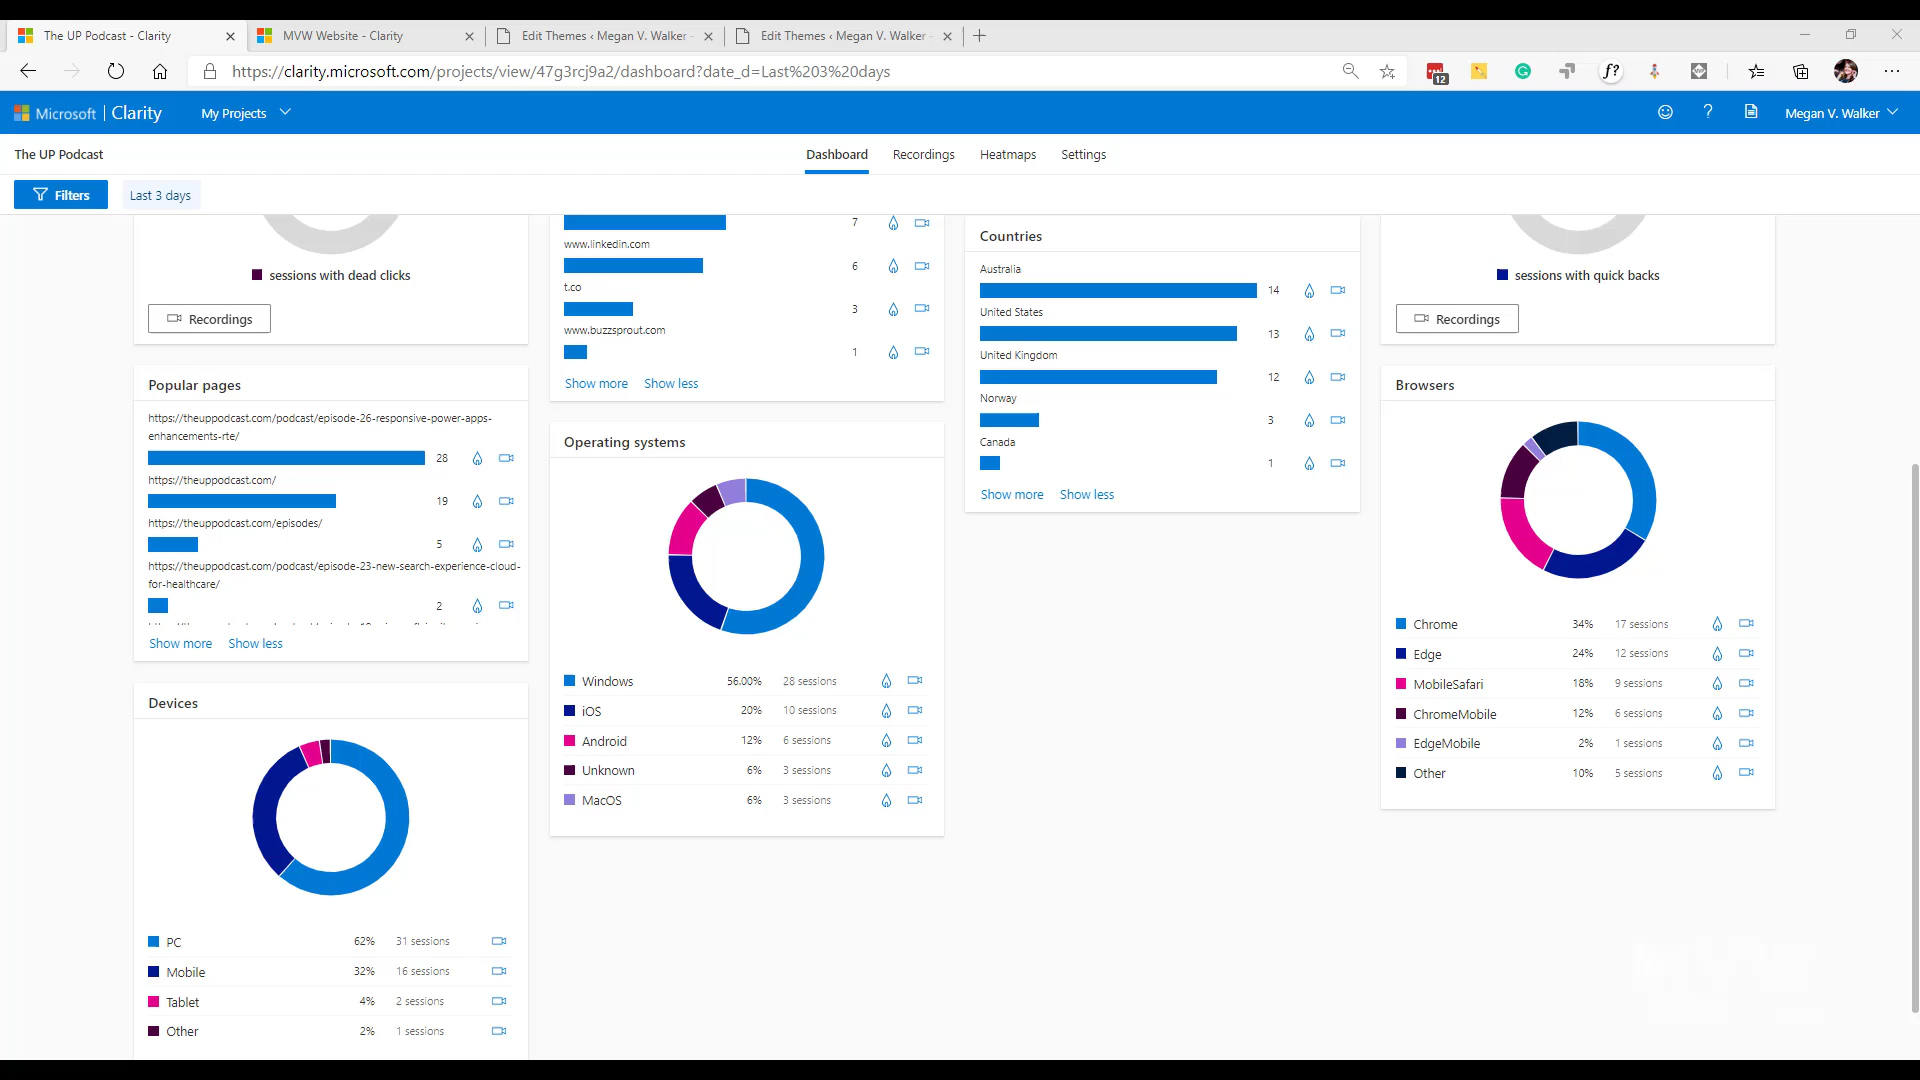 The UP Podcast - Clarity
MVW Website - Clarity
Edit Themes ‹ Megan V. Walker -
Edit Themes ‹ Megan V. Walker -
https://clarity.microsoft.com/projects/view/47g3rcj9a2/dashboard?date_d=Last%203%20days
12
f?
Microsoft | Clarity
My Projects
?
Megan V. Walker
The UP Podcast
Dashboard
Recordings
Heatmaps
Settings
Filters
Last 3 days
sessions with dead clicks
Recordings
Popular pages
https://theuppodcast.com/podcast/episode-26-responsive-power-apps-
enhancements-rte/
28
https://theuppodcast.com/
19
https://theuppodcast.com/episodes/
5
https://theuppodcast.com/podcast/episode-23-new-search-experience-cloud-
for-healthcare/
2
Show more Show less
Devices
PC 62% 31 sessions
Mobile 32% 16 sessions
Tablet 4% 2 sessions
Other 2% 1 sessions
7
www.linkedin.com
6
t.co
3
www.buzzsprout.com
1
Show more Show less
Operating systems
Windows 56.00% 28 sessions
iOS 20% 10 sessions
Android 12% 6 sessions
Unknown 6% 3 sessions
MacOS 6% 3 sessions
Countries
Australia
14
United States
13
United Kingdom
12
Norway
3
Canada
1
Show more Show less
sessions with quick backs
Recordings
Browsers
Chrome 34% 17 sessions
Edge 24% 12 sessions
MobileSafari 18% 9 sessions
ChromeMobile 12% 6 sessions
EdgeMobile 2% 1 sessions
Other 10% 5 sessions